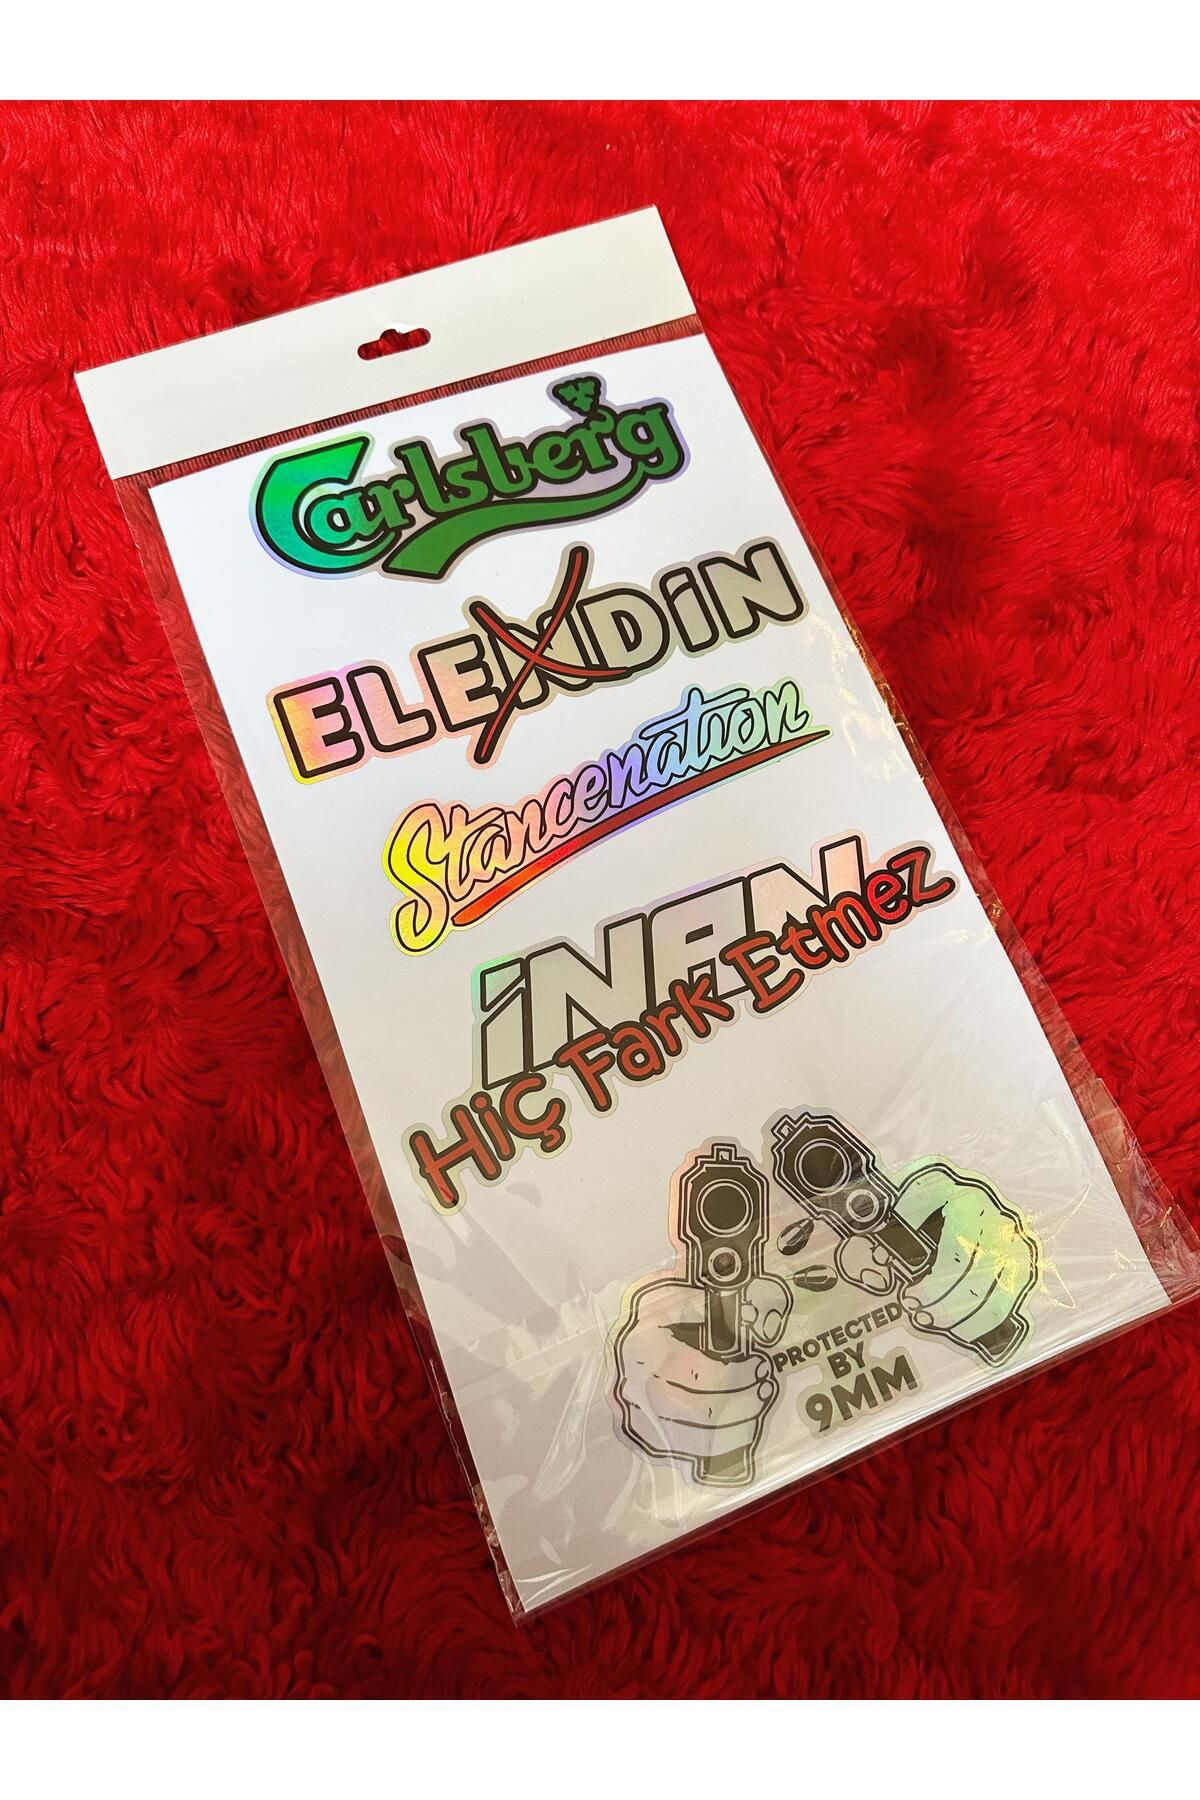 Carlsberg
ELENDİN
Stancenation
İNAN
Hiç Fark Etmez
PROTECTED
BY
9MM